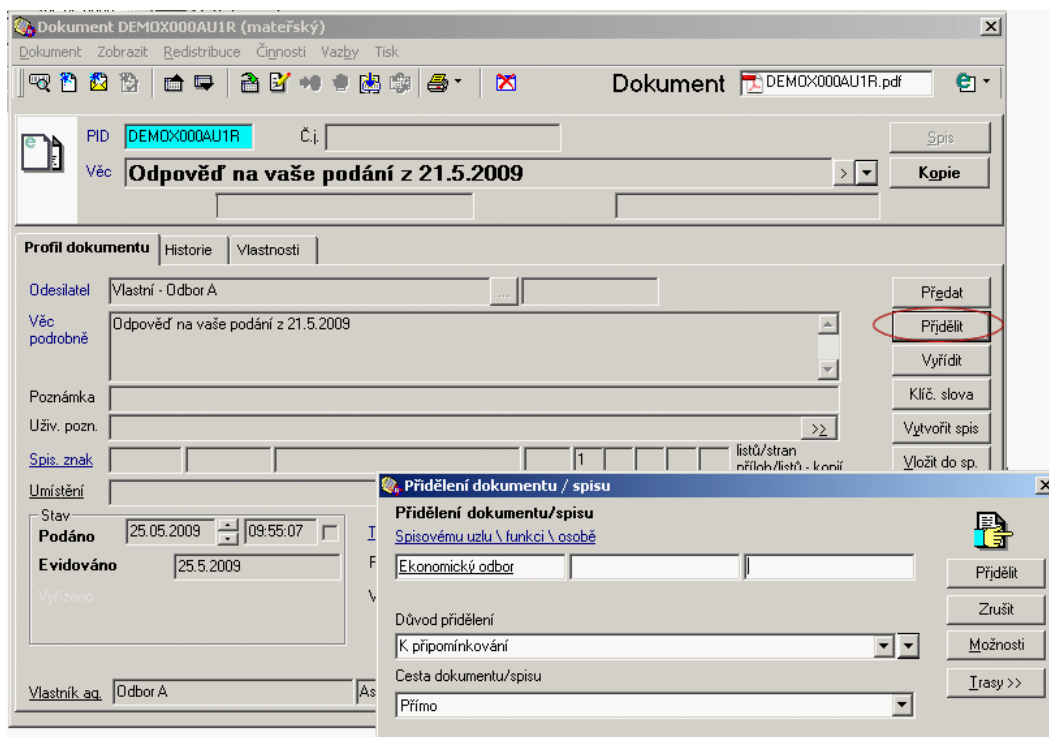 Dokument DEMOX000AU1R (mateřský)
Dokument Zobrazit Redistribuce Činnosti Vazby Tisk
Dokument DEMOX000AU1R.pdf
PID DEMOX000AU1R Č.j. Spis
Věc Odpověď na vaše podání z 21.5.2009 > Kopie
Profil dokumentu Historie Vlastnosti
Odesilatel Vlastní - Odbor A ... Předat
Věc podrobně Odpověď na vaše podání z 21.5.2009 Přidělit
Vyřídit
Poznámka Klíč. slova
Uživ. pozn. >> Vytvořit spis
Spis. znak 1 listů/stran
příloh/listů - kopií Vložit do sp.
Umístění
Přidělení dokumentu / spisu
Stav
Podáno 25.05.2009 09:55:07
Evidováno 25.5.2009
Vyřízeno
Vlastník ag. Odbor A As
Přidělení dokumentu/spisu
Spisovému uzlu \ funkci \ osobě
Ekonomický odbor Přidělit
Zrušit
Důvod přidělení
K připomínkování Možnosti
Cesta dokumentu/spisu
Trasy >>
Přímo